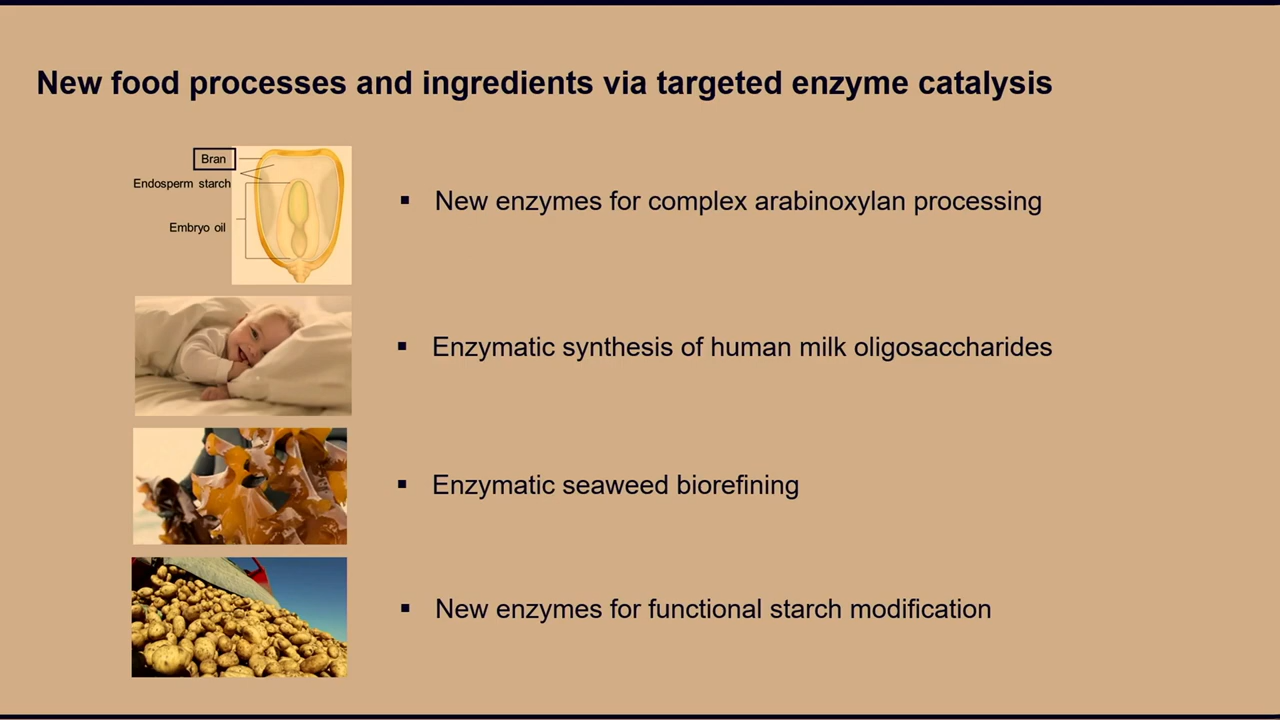 New food processes and ingredients via targeted enzyme catalysis
Bran
Endosperm starch
Embryo oil
▪ New enzymes for complex arabinoxylan processing
▪ Enzymatic synthesis of human milk oligosaccharides
▪ Enzymatic seaweed biorefining
▪ New enzymes for functional starch modification